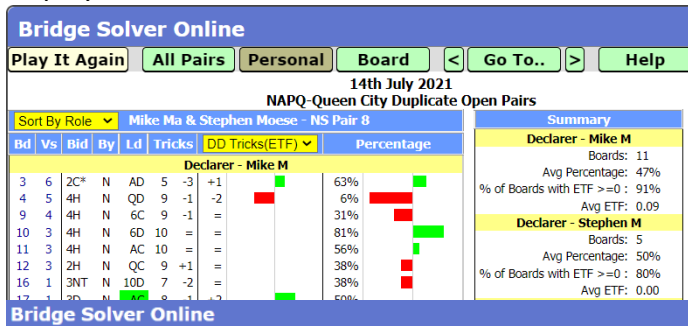 Bridge Solver Online
Play It Again All Pairs Personal Board < Go To.. > Help
14th July 2021
NAPQ-Queen City Duplicate Open Pairs
Sort By Role Mike Ma & Stephen Moese - NS Pair 8
Bd Vs Bid By Ld Tricks DD Tricks(ETF) Percentage
Declarer - Mike M
3 6 2C* N AD 5 -3 +1 63%
4 5 4H N QD 9 -1 -2 6%
9 4 4H N 6C 9 -1 = 31%
10 3 4H N 6D 10 = = 81%
11 3 4H N AC 10 = = 56%
12 3 2H N QC 9 +1 = 38%
16 1 3NT N 10D 7 -2 = 38%
Summary
Declarer - Mike M
Boards: 11
Avg Percentage: 47%
% of Boards with ETF >=0 : 91%
Avg ETF: 0.09
Declarer - Stephen M
Boards: 5
Avg Percentage: 50%
% of Boards with ETF >=0 : 80%
Avg ETF: 0.00
Bridge Solver Online